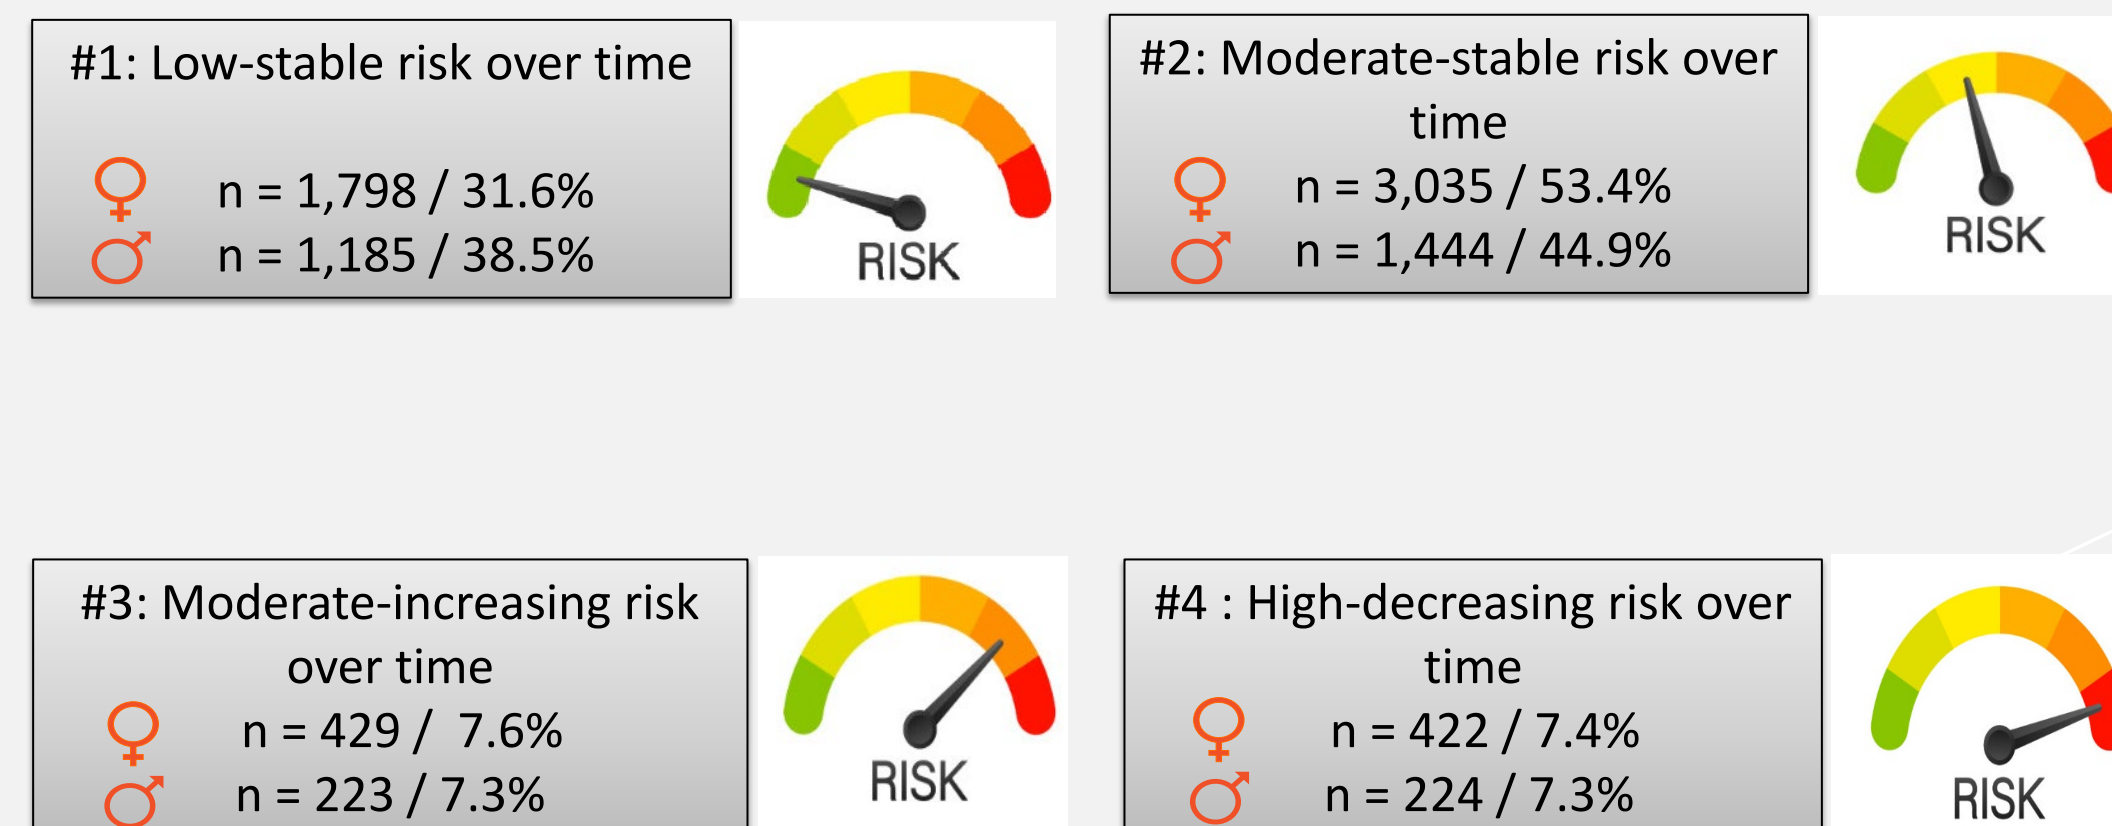 #1: Low-stable risk over time
♀ n = 1,798 / 31.6%
♂ n = 1,185 / 38.5%
RISK
#2: Moderate-stable risk over
time
♀ n = 3,035 / 53.4%
♂ n = 1,444 / 44.9%
RISK
#3: Moderate-increasing risk
over time
♀ n = 429 / 7.6%
♂ n = 223 / 7.3%
RISK
#4 : High-decreasing risk over
time
♀ n = 422 / 7.4%
♂ n = 224 / 7.3%
RISK